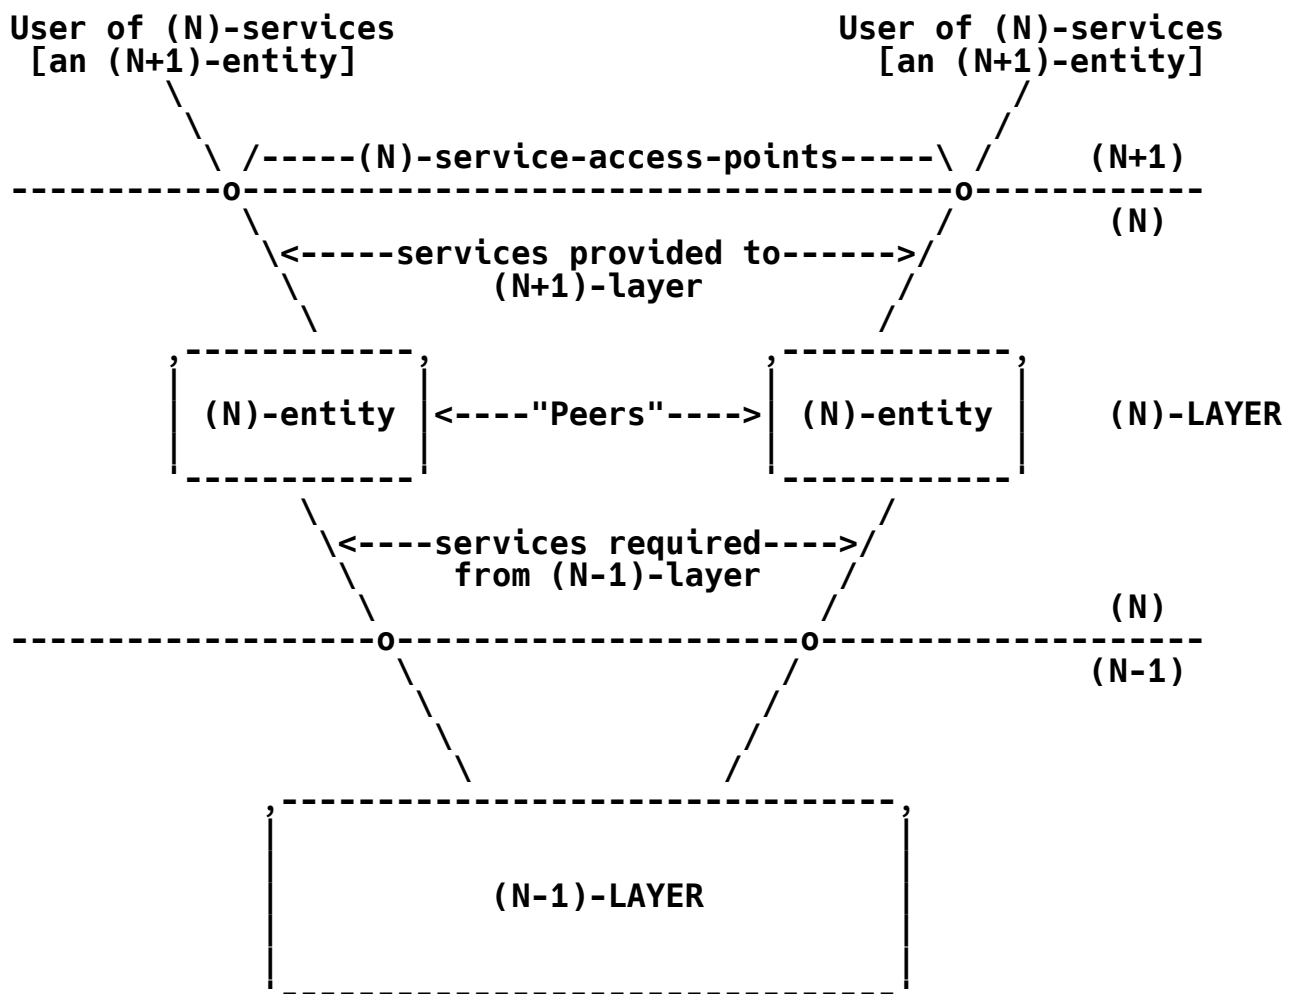 User of (N)-services User of (N)-services
[an (N+1)-entity] [an (N+1)-entity]
(N)-service-access-points (N+1)
(N)
services provided to
(N+1)-layer
(N)-entity "Peers" (N)-entity (N)-LAYER
services required
from (N-1)-layer
(N)
(N-1)
(N-1)-LAYER